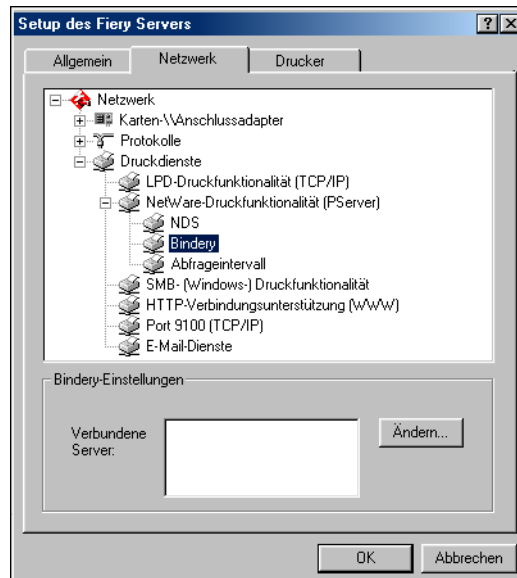 Setup des Fiery Servers
Allgemein
Netzwerk
Drucker
Netzwerk
Karten-\\Anschlussadapter
Protokolle
Druckdienste
LPD-Druckfunktionalität (TCP/IP)
NetWare-Druckfunktionalität (PServer)
NDS
Bindery
Abfrageintervall
SMB- (Windows-) Druckfunktionalität
HTTP-Verbindungsunterstützung (WWW)
Port 9100 (TCP/IP)
E-Mail-Dienste
Bindery-Einstellungen
Verbundene
Server:
Ändern...
OK
Abbrechen